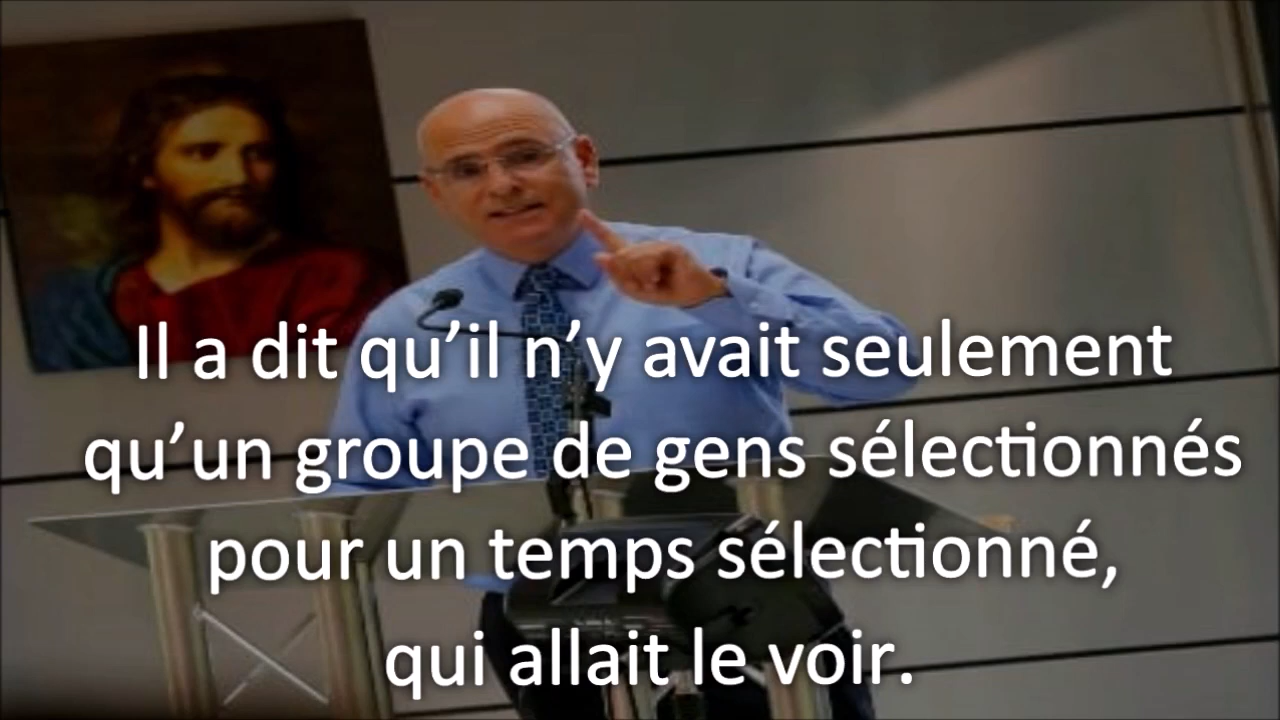 Il a dit qu’il n’y avait seulement
qu’un groupe de gens sélectionnés
pour un temps sélectionné,
qui allait le voir.